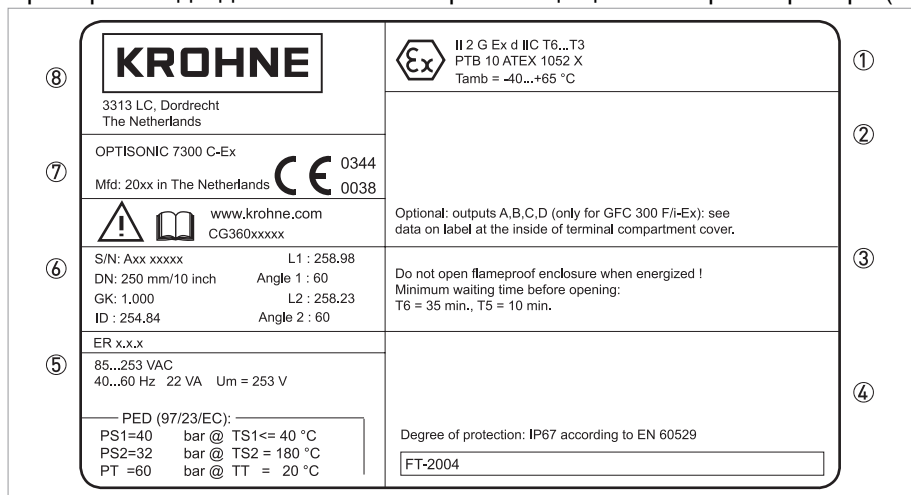 ⑧
KROHNE
3313 LC, Dordrecht
The Netherlands
⑦
OPTISONIC 7300 C-Ex
Mfd: 20xx in The Netherlands
CE
0344
0038
www.krohne.com
CG360xxxxx
⑥
S/N: Axx xxxxx L1 : 258.98
DN: 250 mm/10 inch Angle 1 : 60
GK: 1.000 L2 : 258.23
ID : 254.84 Angle 2 : 60
⑤
ER x.x.x
85...253 VAC
40...60 Hz 22 VA Um = 253 V
PED (97/23/EC):
PS1=40 bar @ TS1<= 40 °C
PS2=32 bar @ TS2 = 180 °C
PT =60 bar @ TT = 20 °C
①
Ex
II 2 G Ex d IIC T6...T3
PTB 10 ATEX 1052 X
Tamb = -40...+65 °C
②
Optional: outputs A,B,C,D (only for GFC 300 F/i-Ex): see
data on label at the inside of terminal compartment cover.
③
Do not open flameproof enclosure when energized !
Minimum waiting time before opening:
T6 = 35 min., T5 = 10 min.
④
Degree of protection: IP67 according to EN 60529
FT-2004